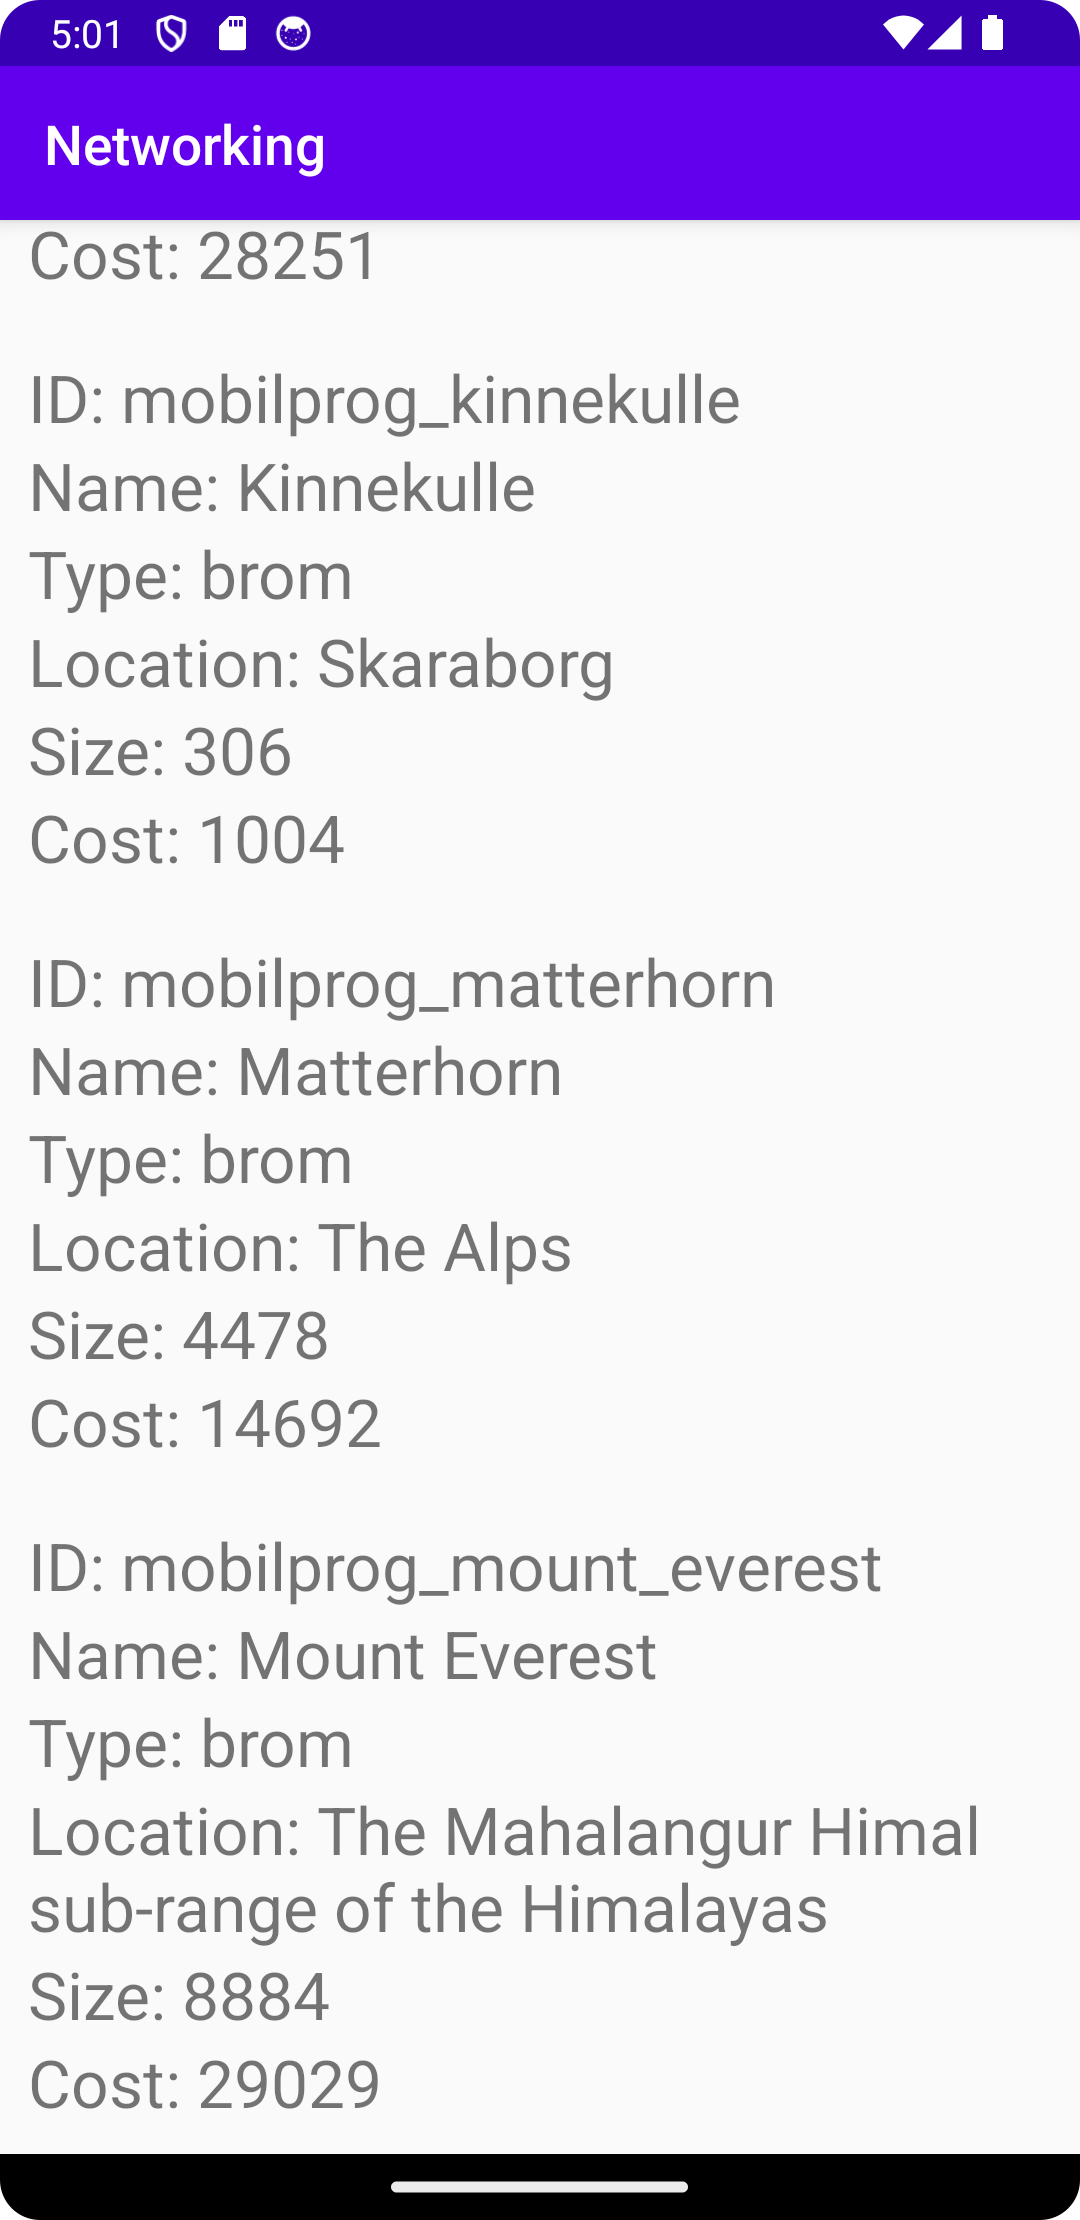 5:01
Networking
Cost: 28251
ID: mobilprog_kinnekulle
Name: Kinnekulle
Type: brom
Location: Skaraborg
Size: 306
Cost: 1004
ID: mobilprog_matterhorn
Name: Matterhorn
Type: brom
Location: The Alps
Size: 4478
Cost: 14692
ID: mobilprog_mount_everest
Name: Mount Everest
Type: brom
Location: The Mahalangur Himal
sub-range of the Himalayas
Size: 8884
Cost: 29029